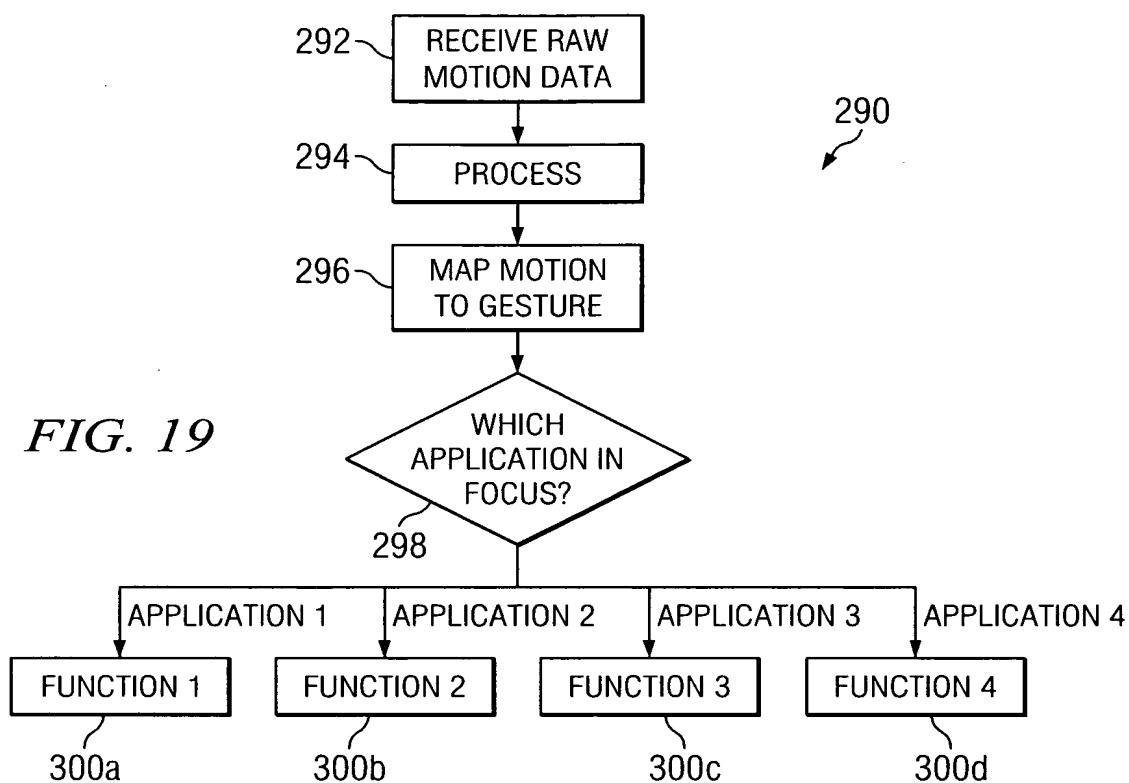 292
RECEIVE RAW
MOTION DATA
290
294
PROCESS
296
MAP MOTION
TO GESTURE
FIG. 19
WHICH
APPLICATION IN
FOCUS?
298
APPLICATION 1
APPLICATION 2
APPLICATION 3
APPLICATION 4
FUNCTION 1
FUNCTION 2
FUNCTION 3
FUNCTION 4
300a
300b
300c
300d